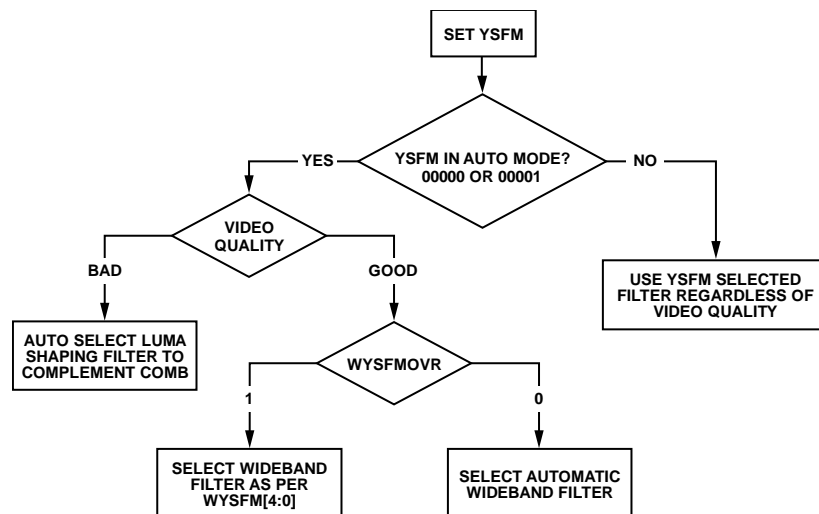 SET YSFM
YSFM IN AUTO MODE?
00000 OR 00001
YES
NO
VIDEO
QUALITY
BAD
GOOD
USE YSFM SELECTED
FILTER REGARDLESS OF
VIDEO QUALITY
AUTO SELECT LUMA
SHAPING FILTER TO
COMPLEMENT COMB
WYSFMOVR
1
0
SELECT WIDEBAND
FILTER AS PER
WYSFM[4:0]
SELECT AUTOMATIC
WIDEBAND FILTER